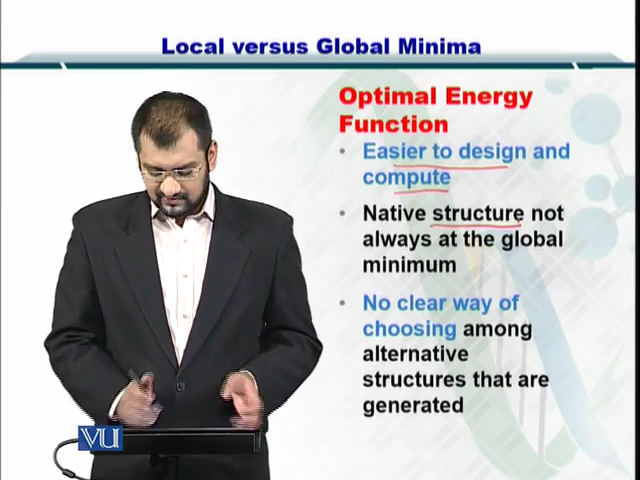 Local versus Global Minima
Optimal Energy
Function
• Easier to design and
compute
• Native structure not
always at the global
minimum
• No clear way of
choosing among
alternative
structures that are
generated
VU